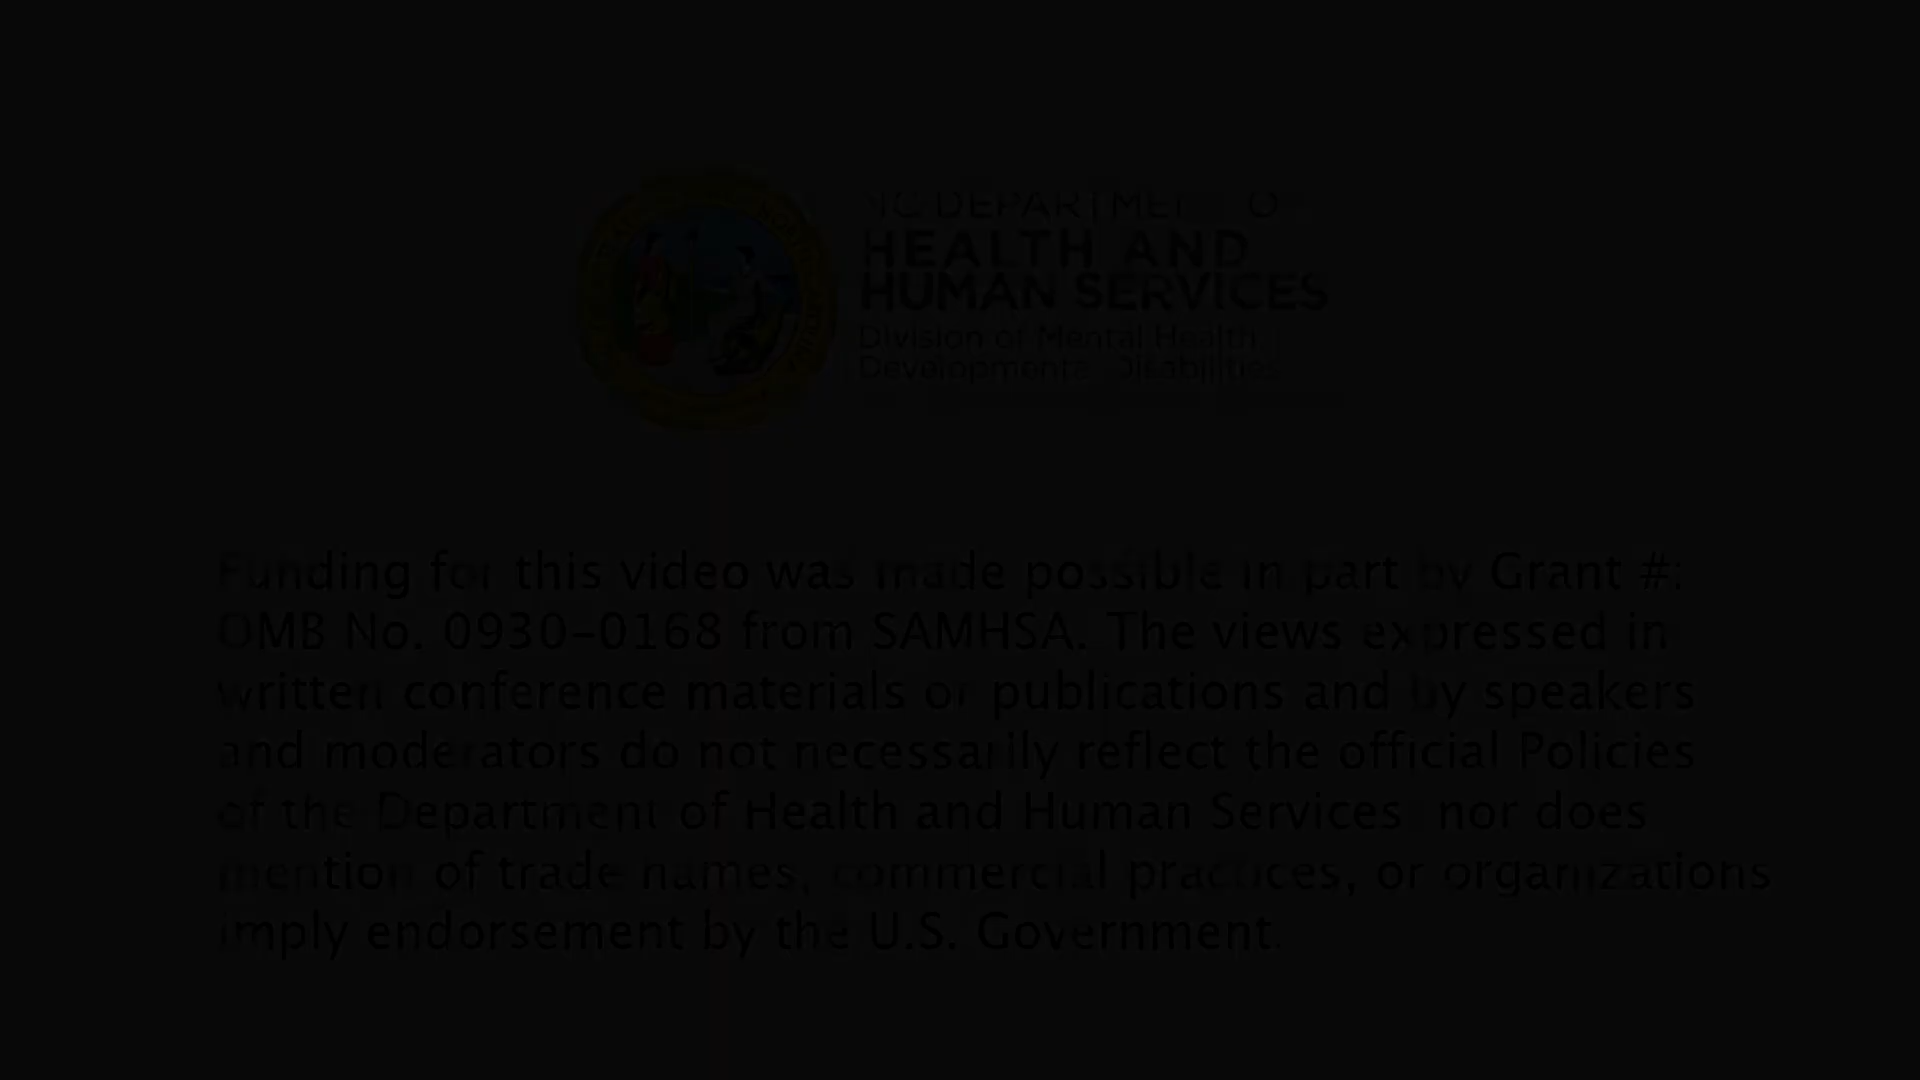 NC DEPARTMENT OF
HEALTH AND
HUMAN SERVICES
Division of Mental Health,
Developmental Disabilities
Funding for this video was made possible in part by Grant #:
OMB No. 0930-0168 from SAMHSA. The views expressed in
written conference materials or publications and by speakers
and moderators do not necessarily reflect the official Policies
of the Department of Health and Human Services nor does
mention of trade names, commercial practices, or organizations
imply endorsement by the U.S. Government.